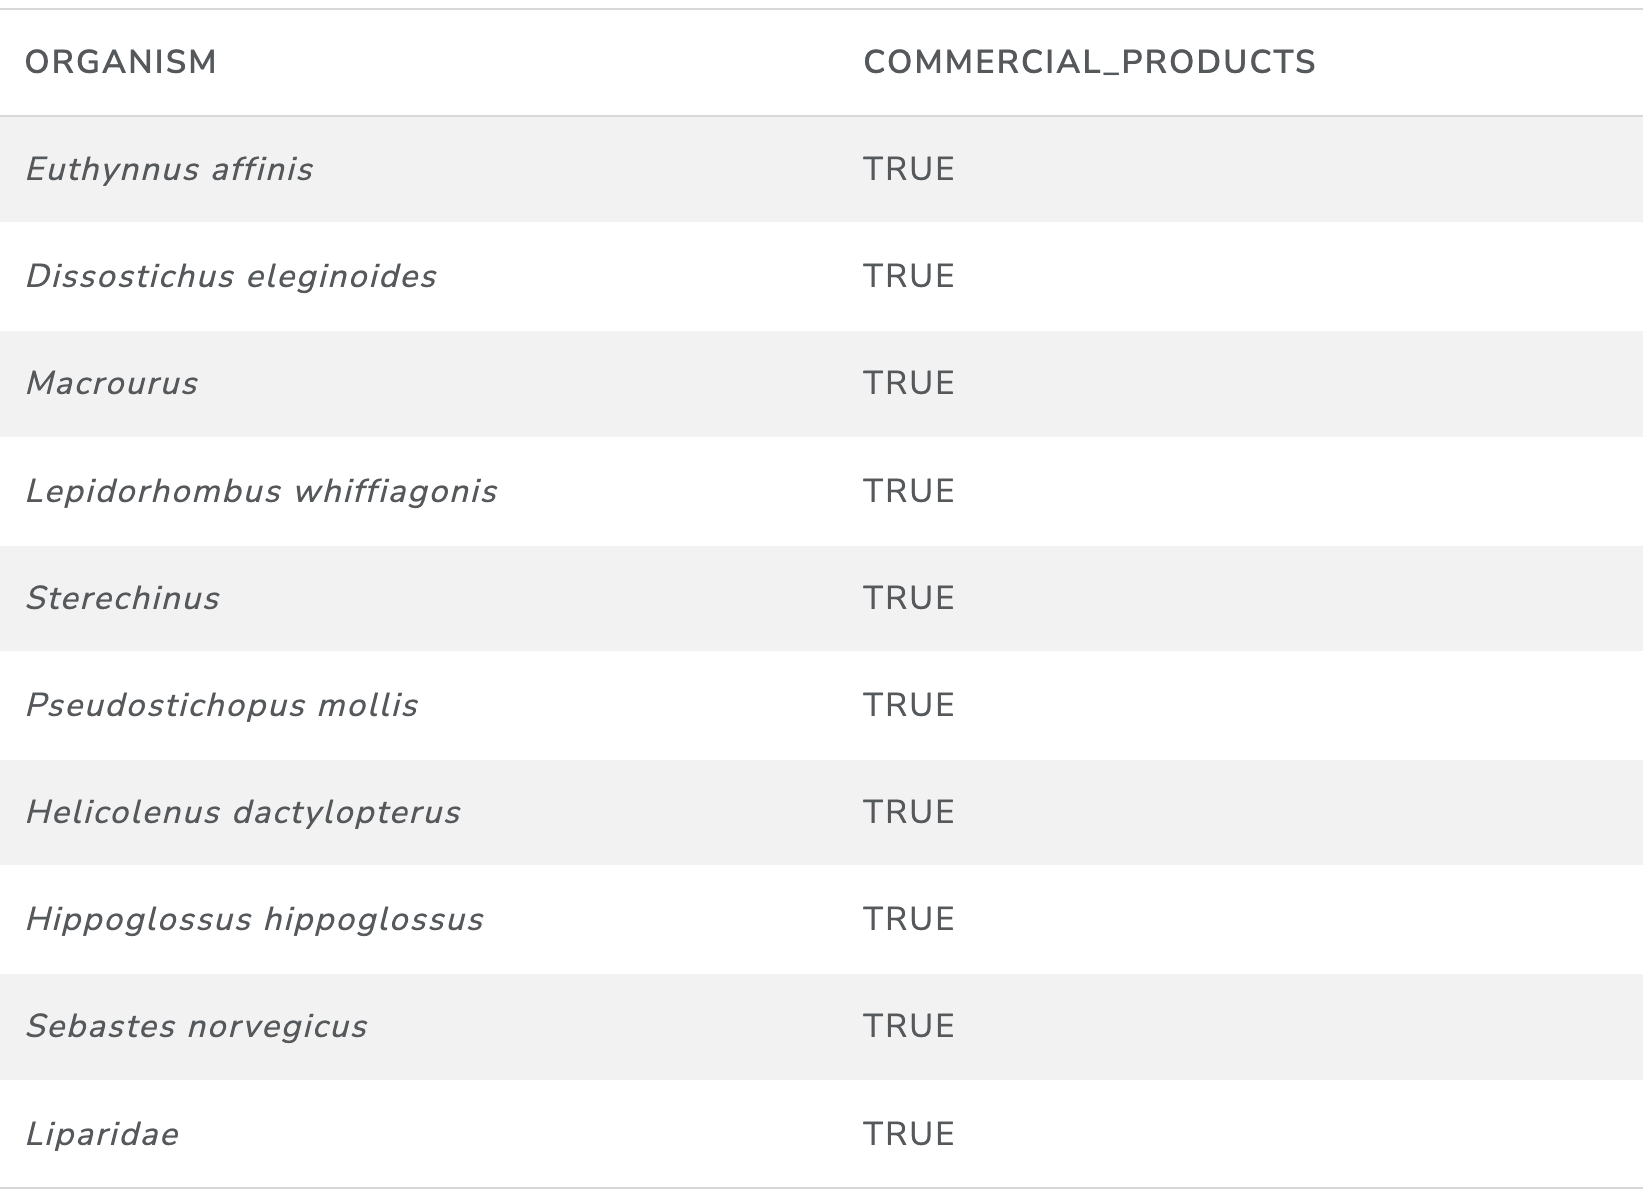 ORGANISM COMMERCIAL_PRODUCTS
Euthynnus affinis TRUE
Dissostichus eleginoides TRUE
Macrourus TRUE
Lepidorhombus whiffiagonis TRUE
Sterechinus TRUE
Pseudostichopus mollis TRUE
Helicolenus dactylopterus TRUE
Hippoglossus hippoglossus TRUE
Sebastes norvegicus TRUE
Liparidae TRUE